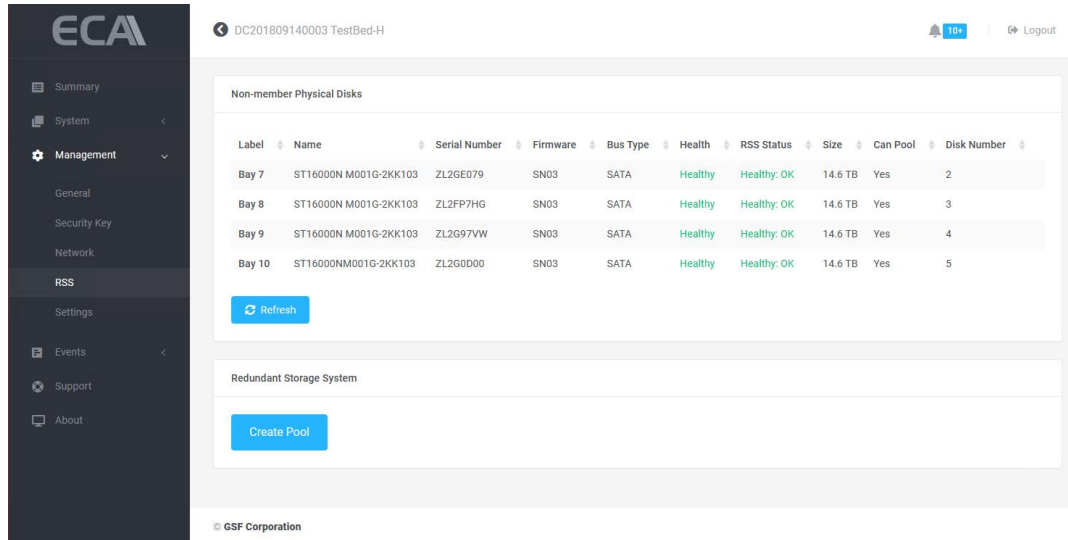 ECA
DC201809140003 TestBed-H
10+
Logout
Summary
System
Management
General
Security Key
Network
RSS
Settings
Events
Support
About
Non-member Physical Disks
Label Name Serial Number Firmware Bus Type Health RSS Status Size Can Pool Disk Number
Bay 7 ST16000N M001G-2KK103 ZL2GE079 SN03 SATA Healthy Healthy: OK 14.6 TB Yes 2
Bay 8 ST16000N M001G-2KK103 ZL2FP7HG SN03 SATA Healthy Healthy: OK 14.6 TB Yes 3
Bay 9 ST16000N M001G-2KK103 ZL2G97VW SN03 SATA Healthy Healthy: OK 14.6 TB Yes 4
Bay 10 ST16000NM001G-2KK103 ZL2G0D00 SN03 SATA Healthy Healthy: OK 14.6 TB Yes 5
Refresh
Redundant Storage System
Create Pool
© GSF Corporation